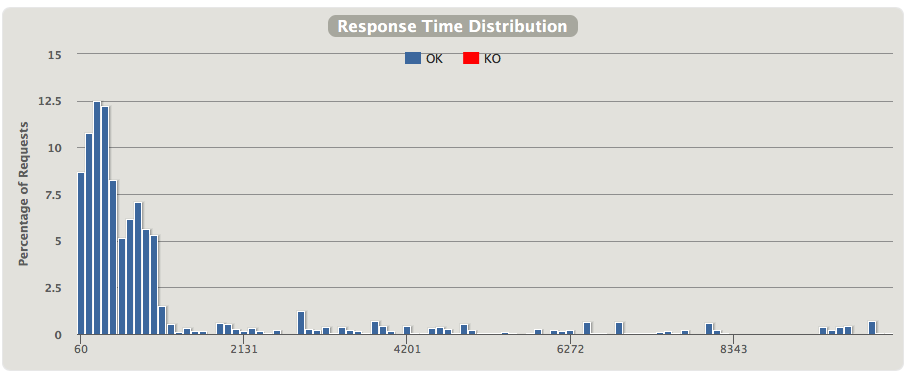 Response Time Distribution
OK KO
Percentage of Requests
15
12.5
10
7.5
5
2.5
0
60 2131 4201 6272 8343